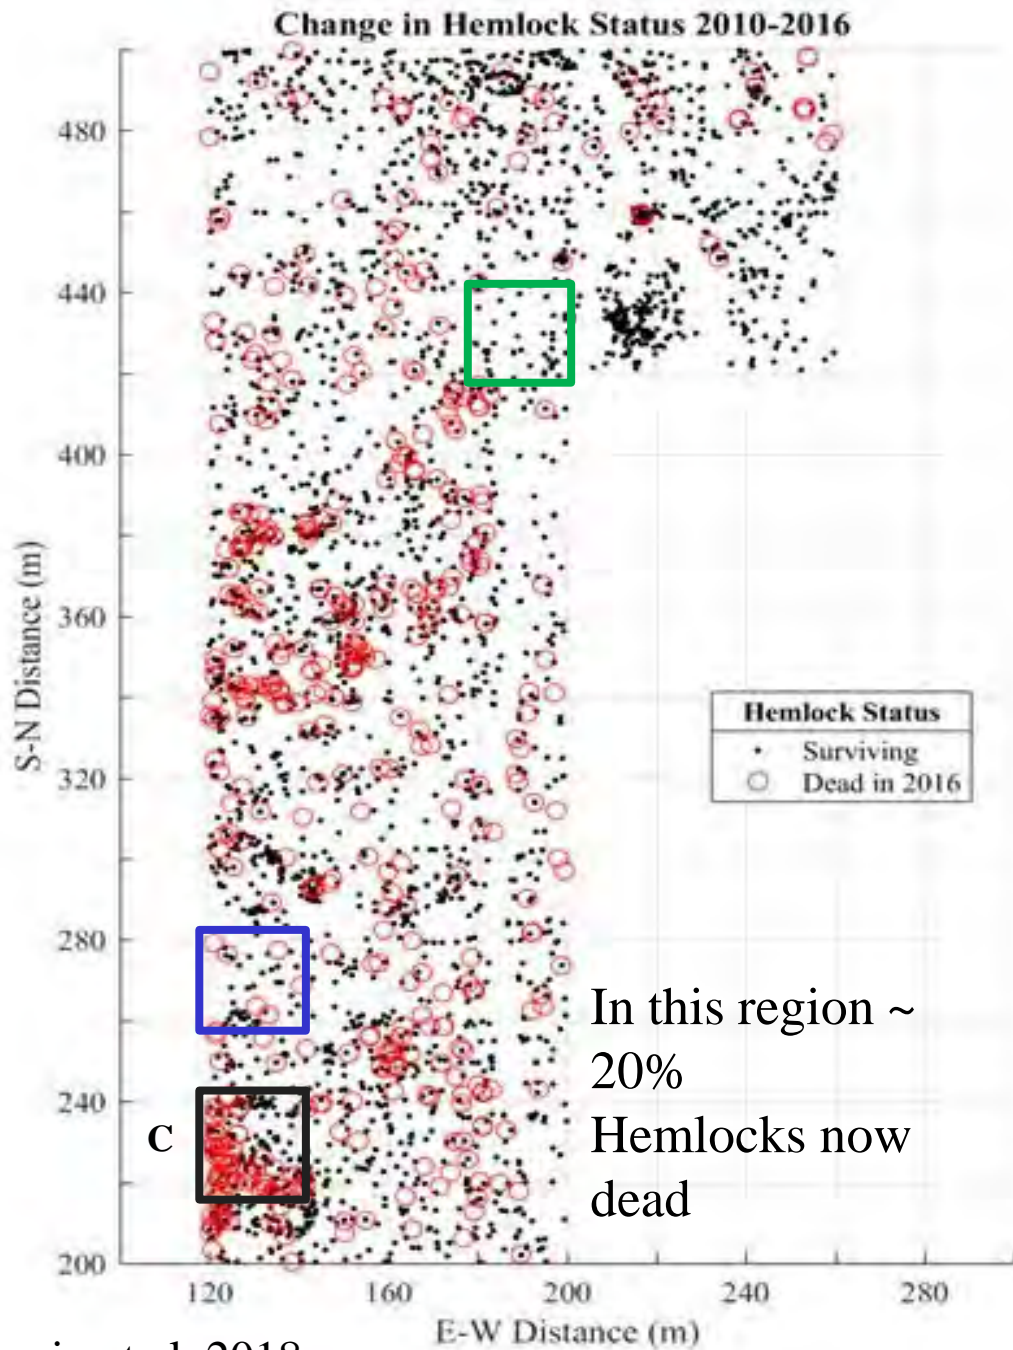 Change in Hemlock Status 2010-2016
480
440
400
360
320
280
240
200
S-N Distance (m)
Hemlock Status
Surviving
Dead in 2016
C
In this region ~
20%
Hemlocks now
dead
120 160 200 240 280
E-W Distance (m)
2018